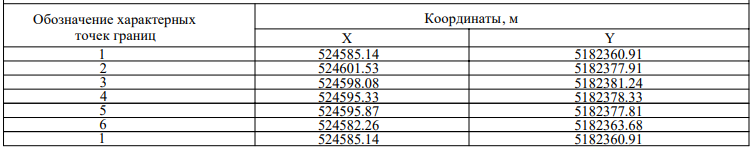 Обозначение характерных точек границ Координаты, м
X Y
1 524585.14 5182360.91
2 524601.53 5182377.91
3 524598.08 5182381.24
4 524595.33 5182378.33
5 524595.87 5182377.81
6 524582.26 5182363.68
1 524585.14 5182360.91